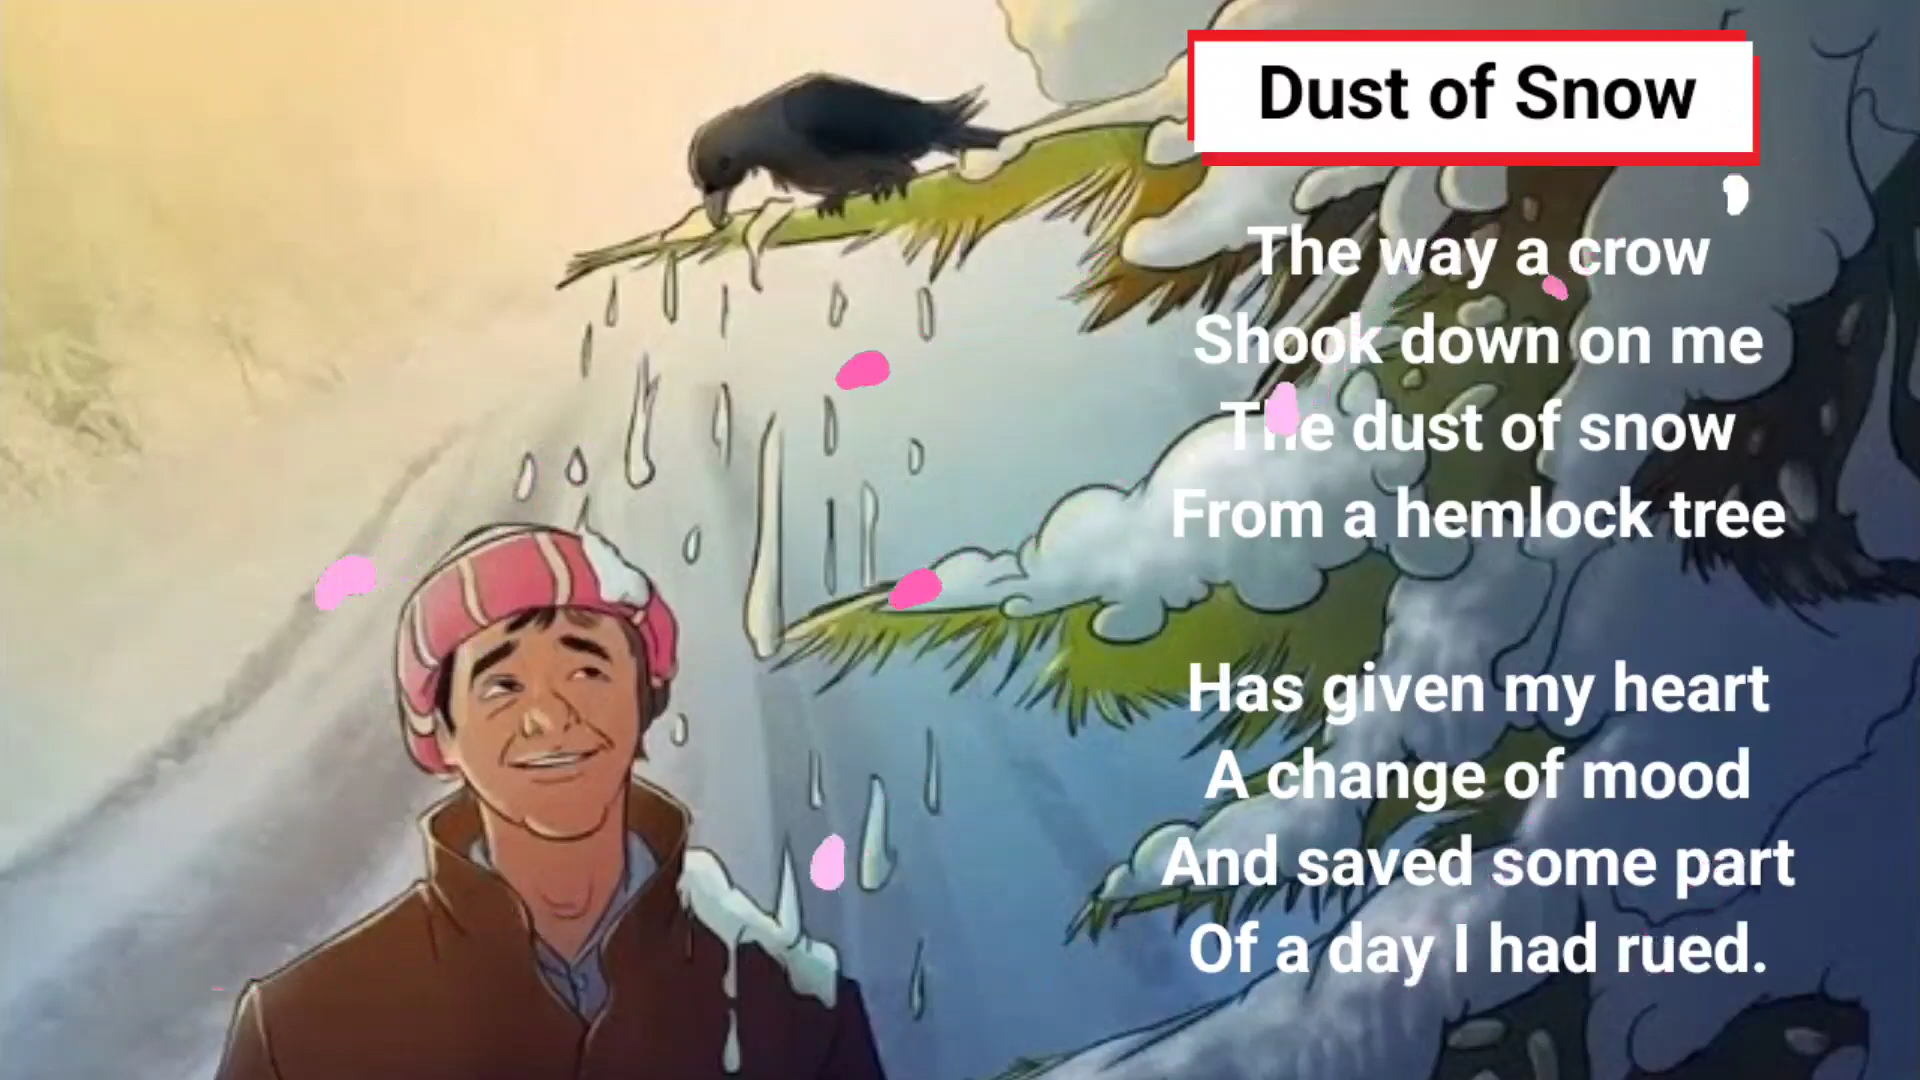 Dust of Snow
The way a crow
Shook down on me
The dust of snow
From a hemlock tree
Has given my heart
A change of mood
And saved some part
Of a day I had rued.